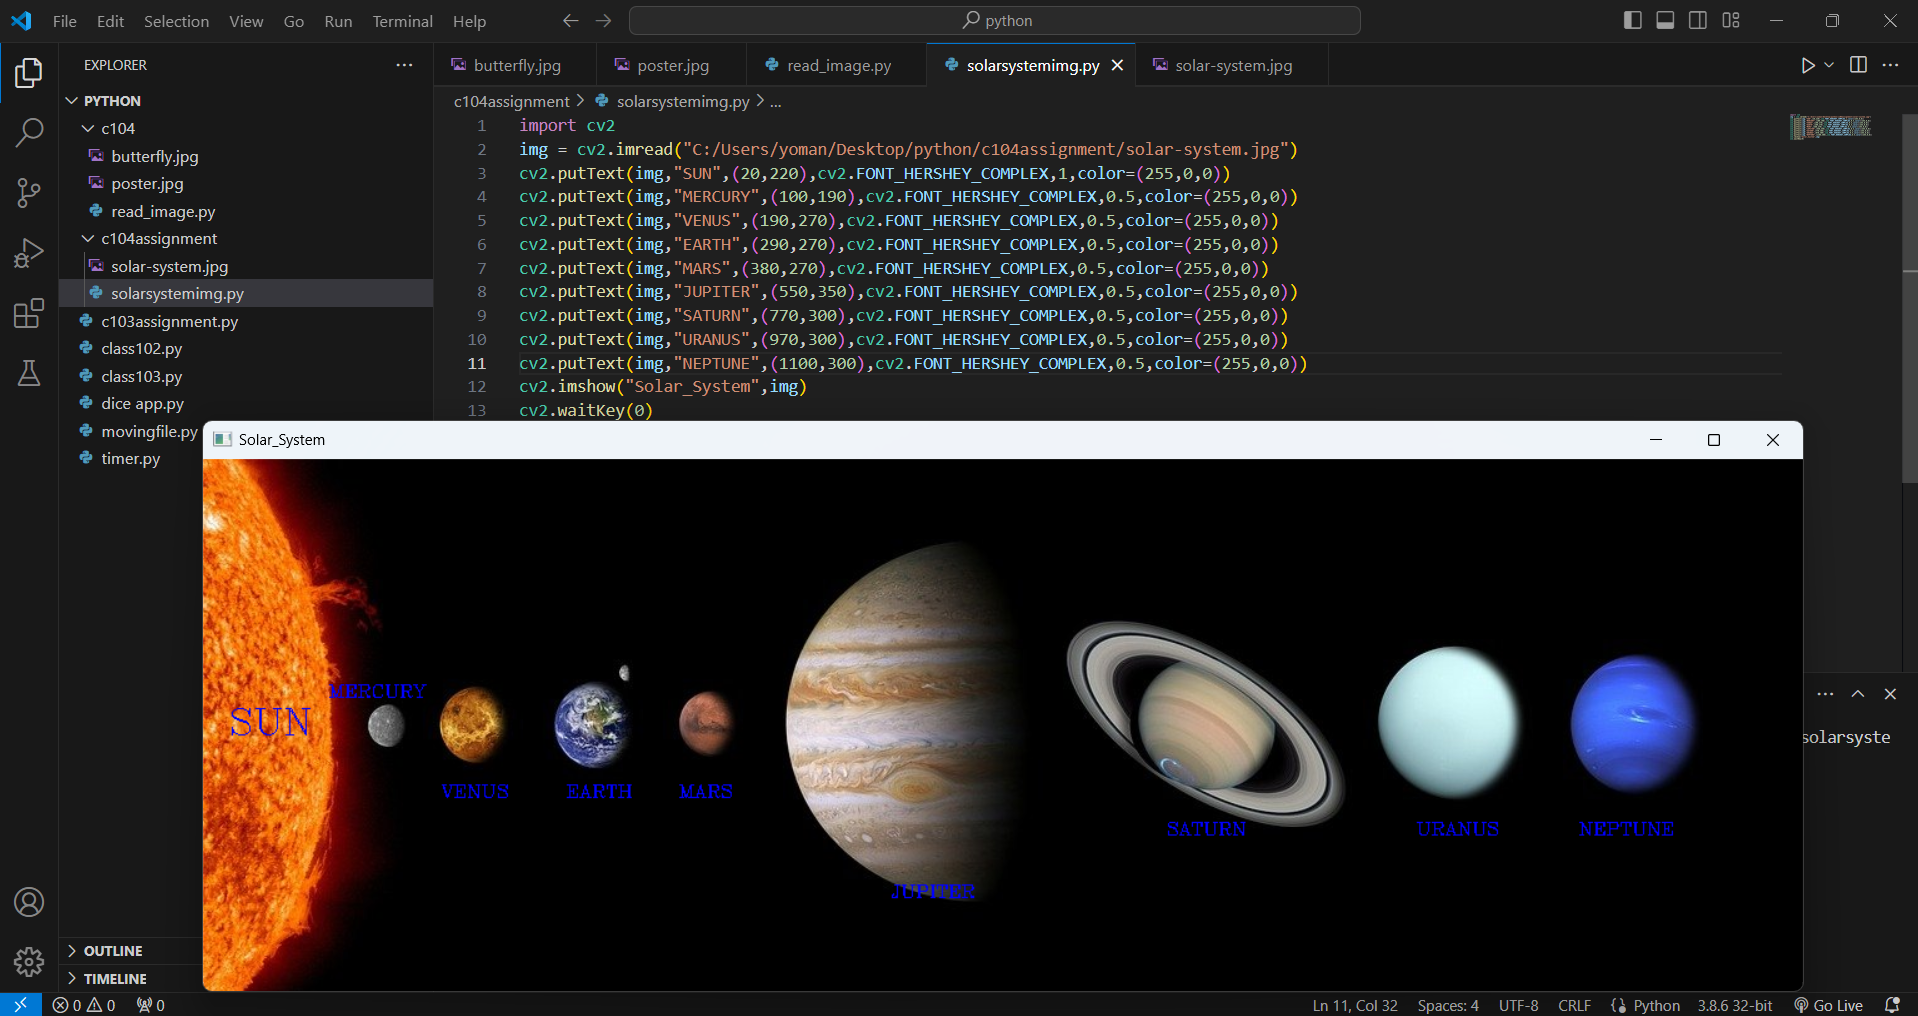 File Edit Selection View Go Run Terminal Help
python
EXPLORER
PYTHON
c104
butterfly.jpg
poster.jpg
read_image.py
c104assignment
solar-system.jpg
solarsystemimg.py
c103assignment.py
class102.py
class103.py
dice app.py
movingfile.py
timer.py
OUTLINE
TIMELINE
butterfly.jpg poster.jpg read_image.py solarsystemimg.py solar-system.jpg
c104assignment > solarsystemimg.py > ...
1 import cv2
2 img = cv2.imread("C:/Users/yoman/Desktop/python/c104assignment/solar-system.jpg")
3 cv2.putText(img,"SUN",(20,220),cv2.FONT_HERSHEY_COMPLEX,1,color=(255,0,0))
4 cv2.putText(img,"MERCURY",(100,190),cv2.FONT_HERSHEY_COMPLEX,0.5,color=(255,0,0))
5 cv2.putText(img,"VENUS",(190,270),cv2.FONT_HERSHEY_COMPLEX,0.5,color=(255,0,0))
6 cv2.putText(img,"EARTH",(290,270),cv2.FONT_HERSHEY_COMPLEX,0.5,color=(255,0,0))
7 cv2.putText(img,"MARS",(380,270),cv2.FONT_HERSHEY_COMPLEX,0.5,color=(255,0,0))
8 cv2.putText(img,"JUPITER",(550,350),cv2.FONT_HERSHEY_COMPLEX,0.5,color=(255,0,0))
9 cv2.putText(img,"SATURN",(770,300),cv2.FONT_HERSHEY_COMPLEX,0.5,color=(255,0,0))
10 cv2.putText(img,"URANUS",(970,300),cv2.FONT_HERSHEY_COMPLEX,0.5,color=(255,0,0))
11 cv2.putText(img,"NEPTUNE",(1100,300),cv2.FONT_HERSHEY_COMPLEX,0.5,color=(255,0,0))
12 cv2.imshow("Solar_System",img)
13 cv2.waitKey(0)
Solar_System
MERCURY
SUN
VENUS EARTH MARS
SATURN URANUS NEPTUNE
JUPITER
solarsyste
0 0 0
Ln 11, Col 32 Spaces: 4 UTF-8 CRLF Python 3.8.6 32-bit Go Live